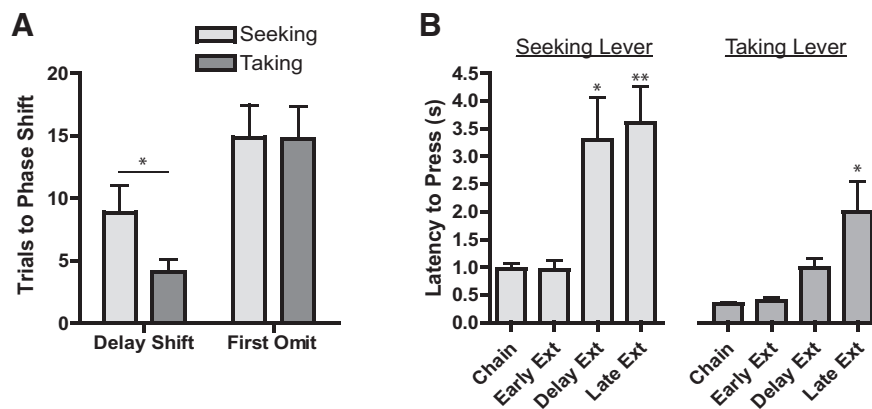 A
Seeking
Taking
Trials to Phase Shift
20
15
10
5
0
*
Delay Shift
First Omit
B
Seeking Lever
Taking Lever
Latency to Press (s)
4.5
4.0
3.5
3.0
2.5
2.0
1.5
1.0
0.5
0.0
*
**
*
Chain
Early Ext
Delay Ext
Late Ext
Chain
Early Ext
Delay Ext
Late Ext